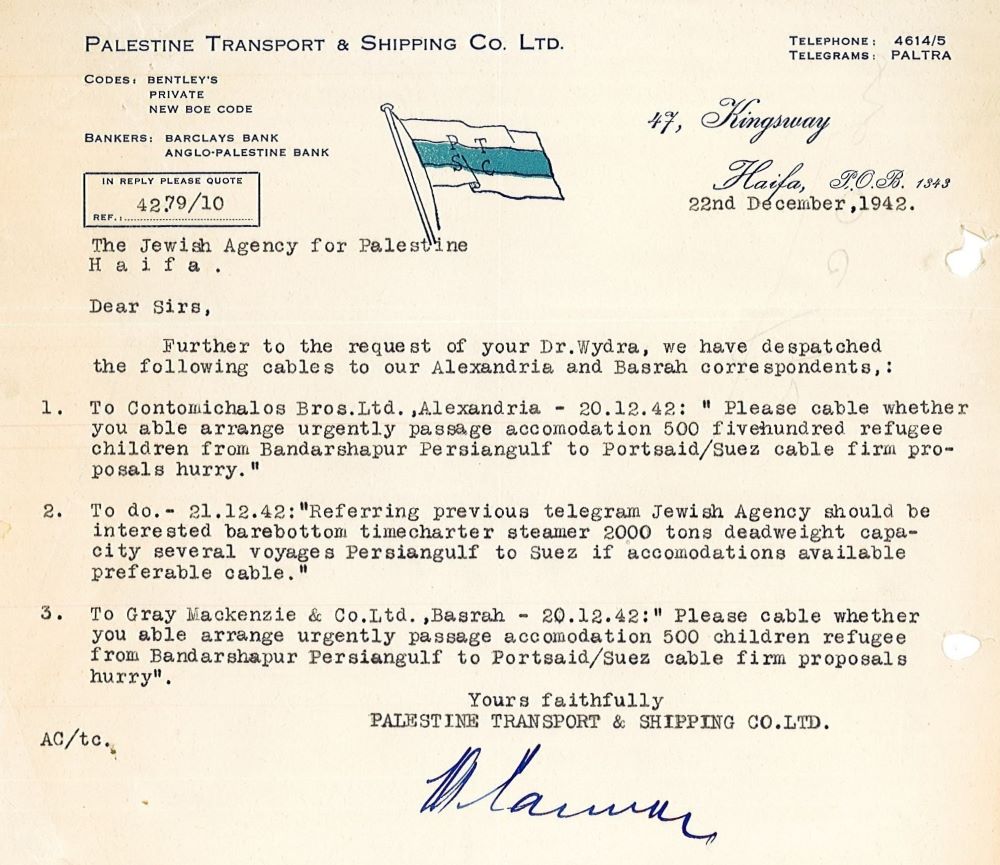 PALESTINE TRANSPORT & SHIPPING CO. LTD.
TELEPHONE: 4614/5
TELEGRAMS: PALTRA
CODES: BENTLEY'S
PRIVATE
NEW BOE CODE
BANKERS: BARCLAYS BANK
ANGLO-PALESTINE BANK
P T
S C
47, Kingsway
Haifa, P.O.B. 1343
22nd December,1942.
IN REPLY PLEASE QUOTE
4279/10
REF.:
The Jewish Agency for Palestine
H a i f a .
Dear Sirs,
Further to the request of your Dr.Wydra, we have despatched
the following cables to our Alexandria and Basrah correspondents,:
1. To Contomichalos Bros.Ltd.,Alexandria - 20.12.42: " Please cable whether
you able arrange urgently passage accomodation 500 fivehundred refugee
children from Bandarshapur Persiangulf to Portsaid/Suez cable firm pro-
posals hurry."
2. To do.- 21.12.42:"Referring previous telegram Jewish Agency should be
interested barebottom timecharter steamer 2000 tons deadweight capa-
city several voyages Persiangulf to Suez if accomodations available
preferable cable."
3. To Gray Mackenzie & Co.Ltd.,Basrah - 20.12.42:" Please cable whether
you able arrange urgently passage accomodation 500 children refugee
from Bandarshapur Persiangulf to Portsaid/Suez cable firm proposals
hurry".
Yours faithfully
PALESTINE TRANSPORT & SHIPPING CO.LTD.
AC/tc.